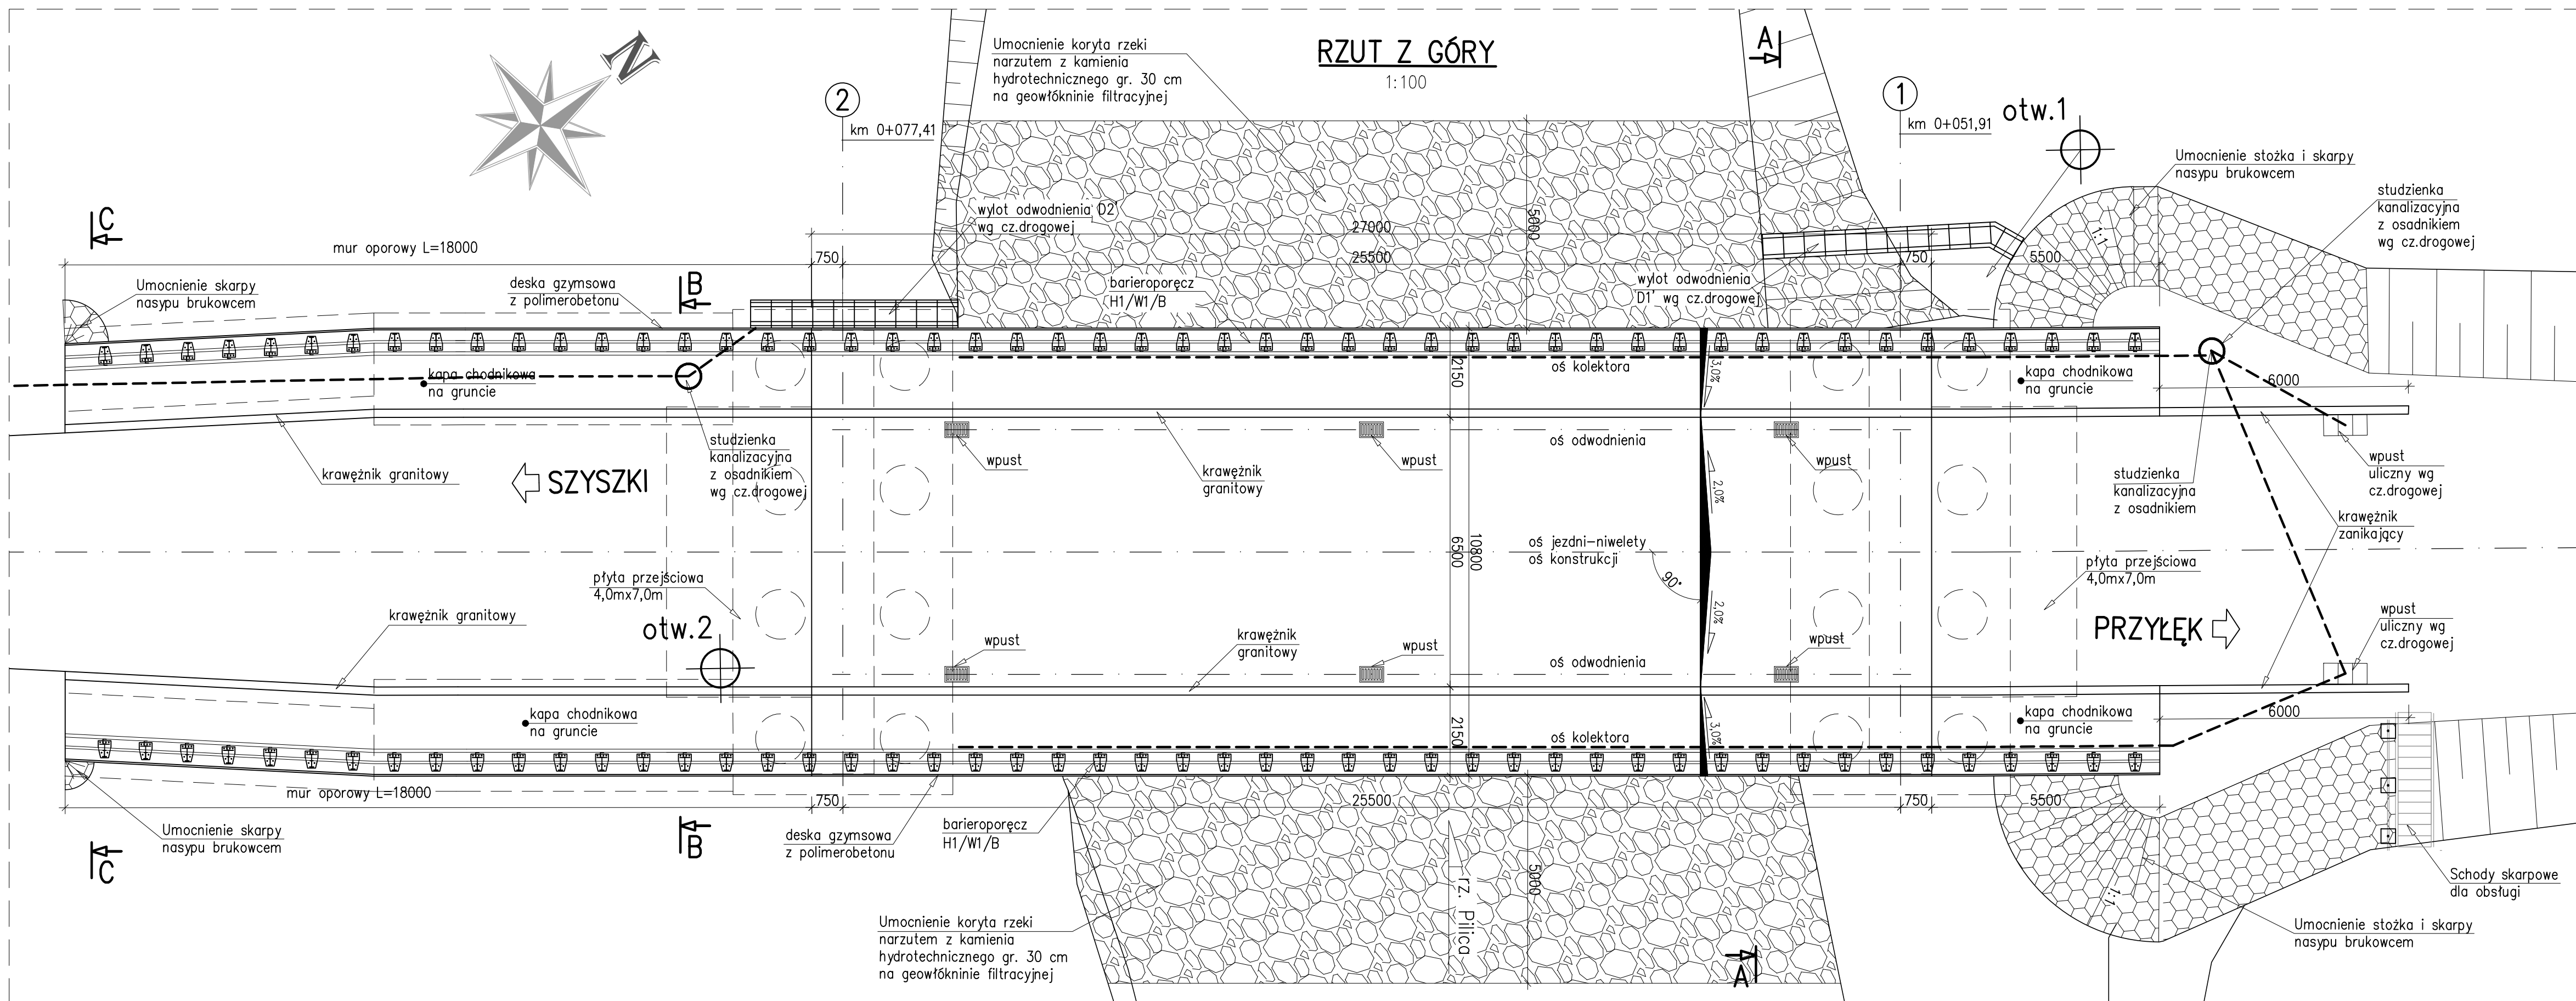 RZUT Z GÓRY
1:100
N
Umocnienie koryta rzeki
narzutem z kamienia
hydrotechnicznego gr. 30 cm
na geowłókninie filtracyjnej
A
2
km 0+077,41
1
km 0+051,91
otw.1
Umocnienie stożka i skarpy
nasypu brukowcem
studzienka
kanalizacyjna
z osadnikiem
wg cz.drogowej
C
mur oporowy L=18000
wylot odwodnienia D2'
wg cz.drogowej
27000
5000
750
25500
750
5500
1:1
Umocnienie skarpy
nasypu brukowcem
deska gzymsowa
z polimerobetonu
B
barieroporęcz
H1/W1/B
wylot odwodnienia
D1' wg cz.drogowej
kapa chodnikowa
na gruncie
2150
oś kolektora
3,0%
kapa chodnikowa
na gruncie
6000
krawężnik granitowy
SZYSZKI
studzienka
kanalizacyjna
z osadnikiem
wg cz.drogowej
wpust
wpust
krawężnik
granitowy
oś odwodnienia
wpust
2,0%
studzienka
kanalizacyjna
z osadnikiem
wpust
uliczny wg
cz.drogowej
krawężnik
zanikający
6500
10800
oś jezdni-niwelety
oś konstrukcji
90°
płyta przejściowa
4,0mx7,0m
płyta przejściowa
4,0mx7,0m
krawężnik granitowy
otw.2
wpust
krawężnik
granitowy
wpust
oś odwodnienia
2,0%
wpust
PRZYŁĘK
wpust
uliczny wg
cz.drogowej
kapa chodnikowa
na gruncie
2150
oś kolektora
3,0%
kapa chodnikowa
na gruncie
6000
mur oporowy L=18000
750
25500
750
5500
Umocnienie skarpy
nasypu brukowcem
C
B
deska gzymsowa
z polimerobetonu
barieroporęcz
H1/W1/B
5000
rz. Pilica
1:1
Schody skarpowe
dla obsługi
Umocnienie koryta rzeki
narzutem z kamienia
hydrotechnicznego gr. 30 cm
na geowłókninie filtracyjnej
A
Umocnienie stożka i skarpy
nasypu brukowcem